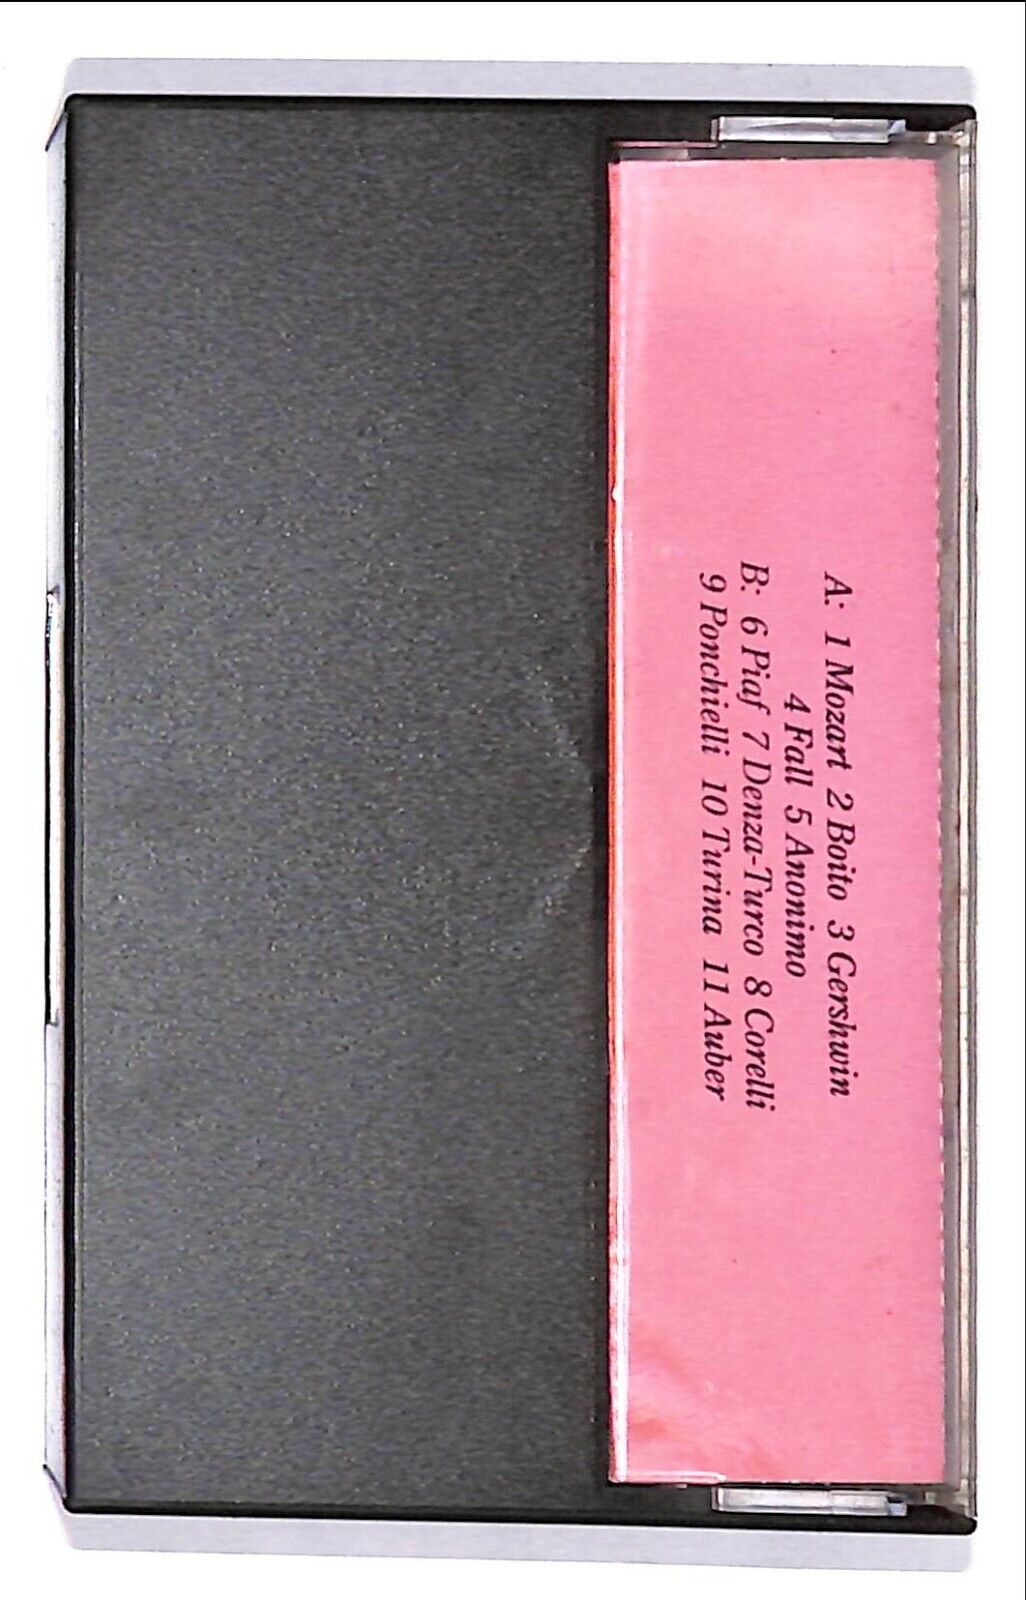 A: 1 Mozart 2 Boito 3 Gershwin
4 Fall 5 Anonimo
B: 6 Piaf 7 Denza-Turco 8 Corelli
9 Ponchielli 10 Turina 11 Auber